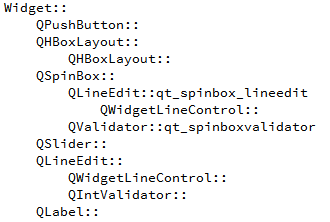 Widget::
    QPushButton::
    QHBoxLayout::
        QHBoxLayout::
    QSpinBox::
        QLineEdit::qt_spinbox_lineedit
            QWidgetLineControl::
        QValidator::qt_spinboxvalidator
    QSlider::
    QLineEdit::
        QWidgetLineControl::
        QIntValidator::
    QLabel::